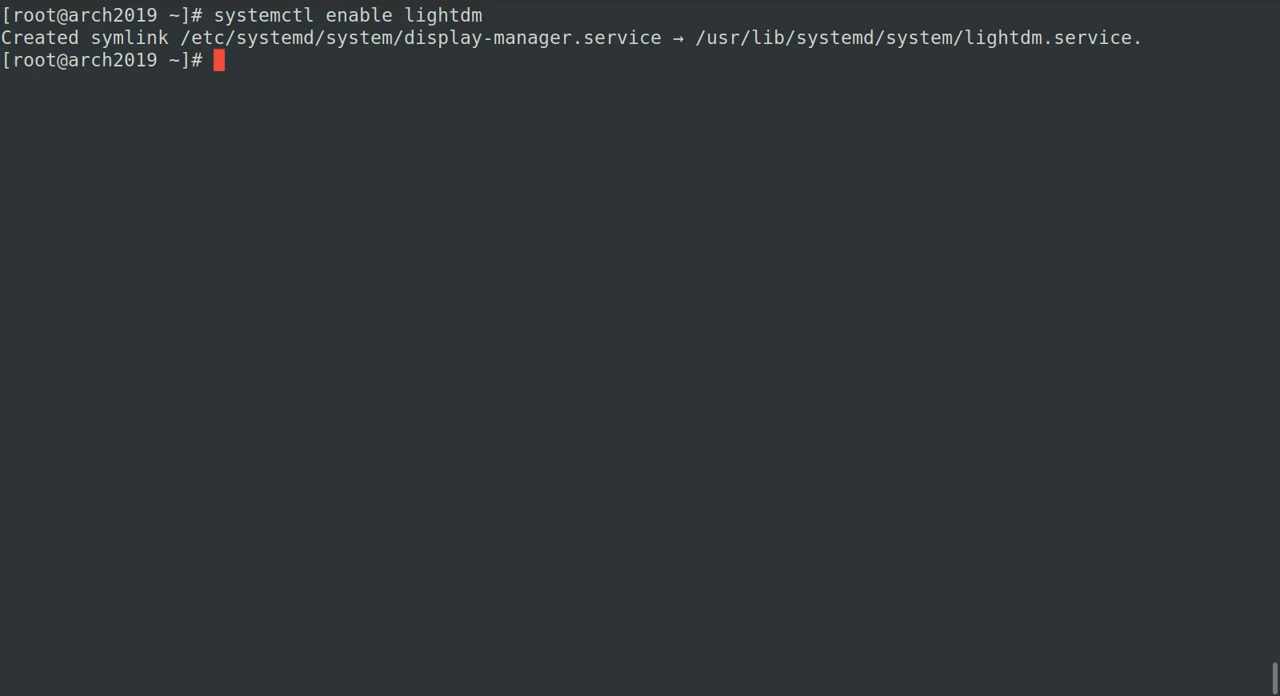 [root@arch2019 ~]# systemctl enable lightdm
Created symlink /etc/systemd/system/display-manager.service → /usr/lib/systemd/system/lightdm.service.
[root@arch2019 ~]#